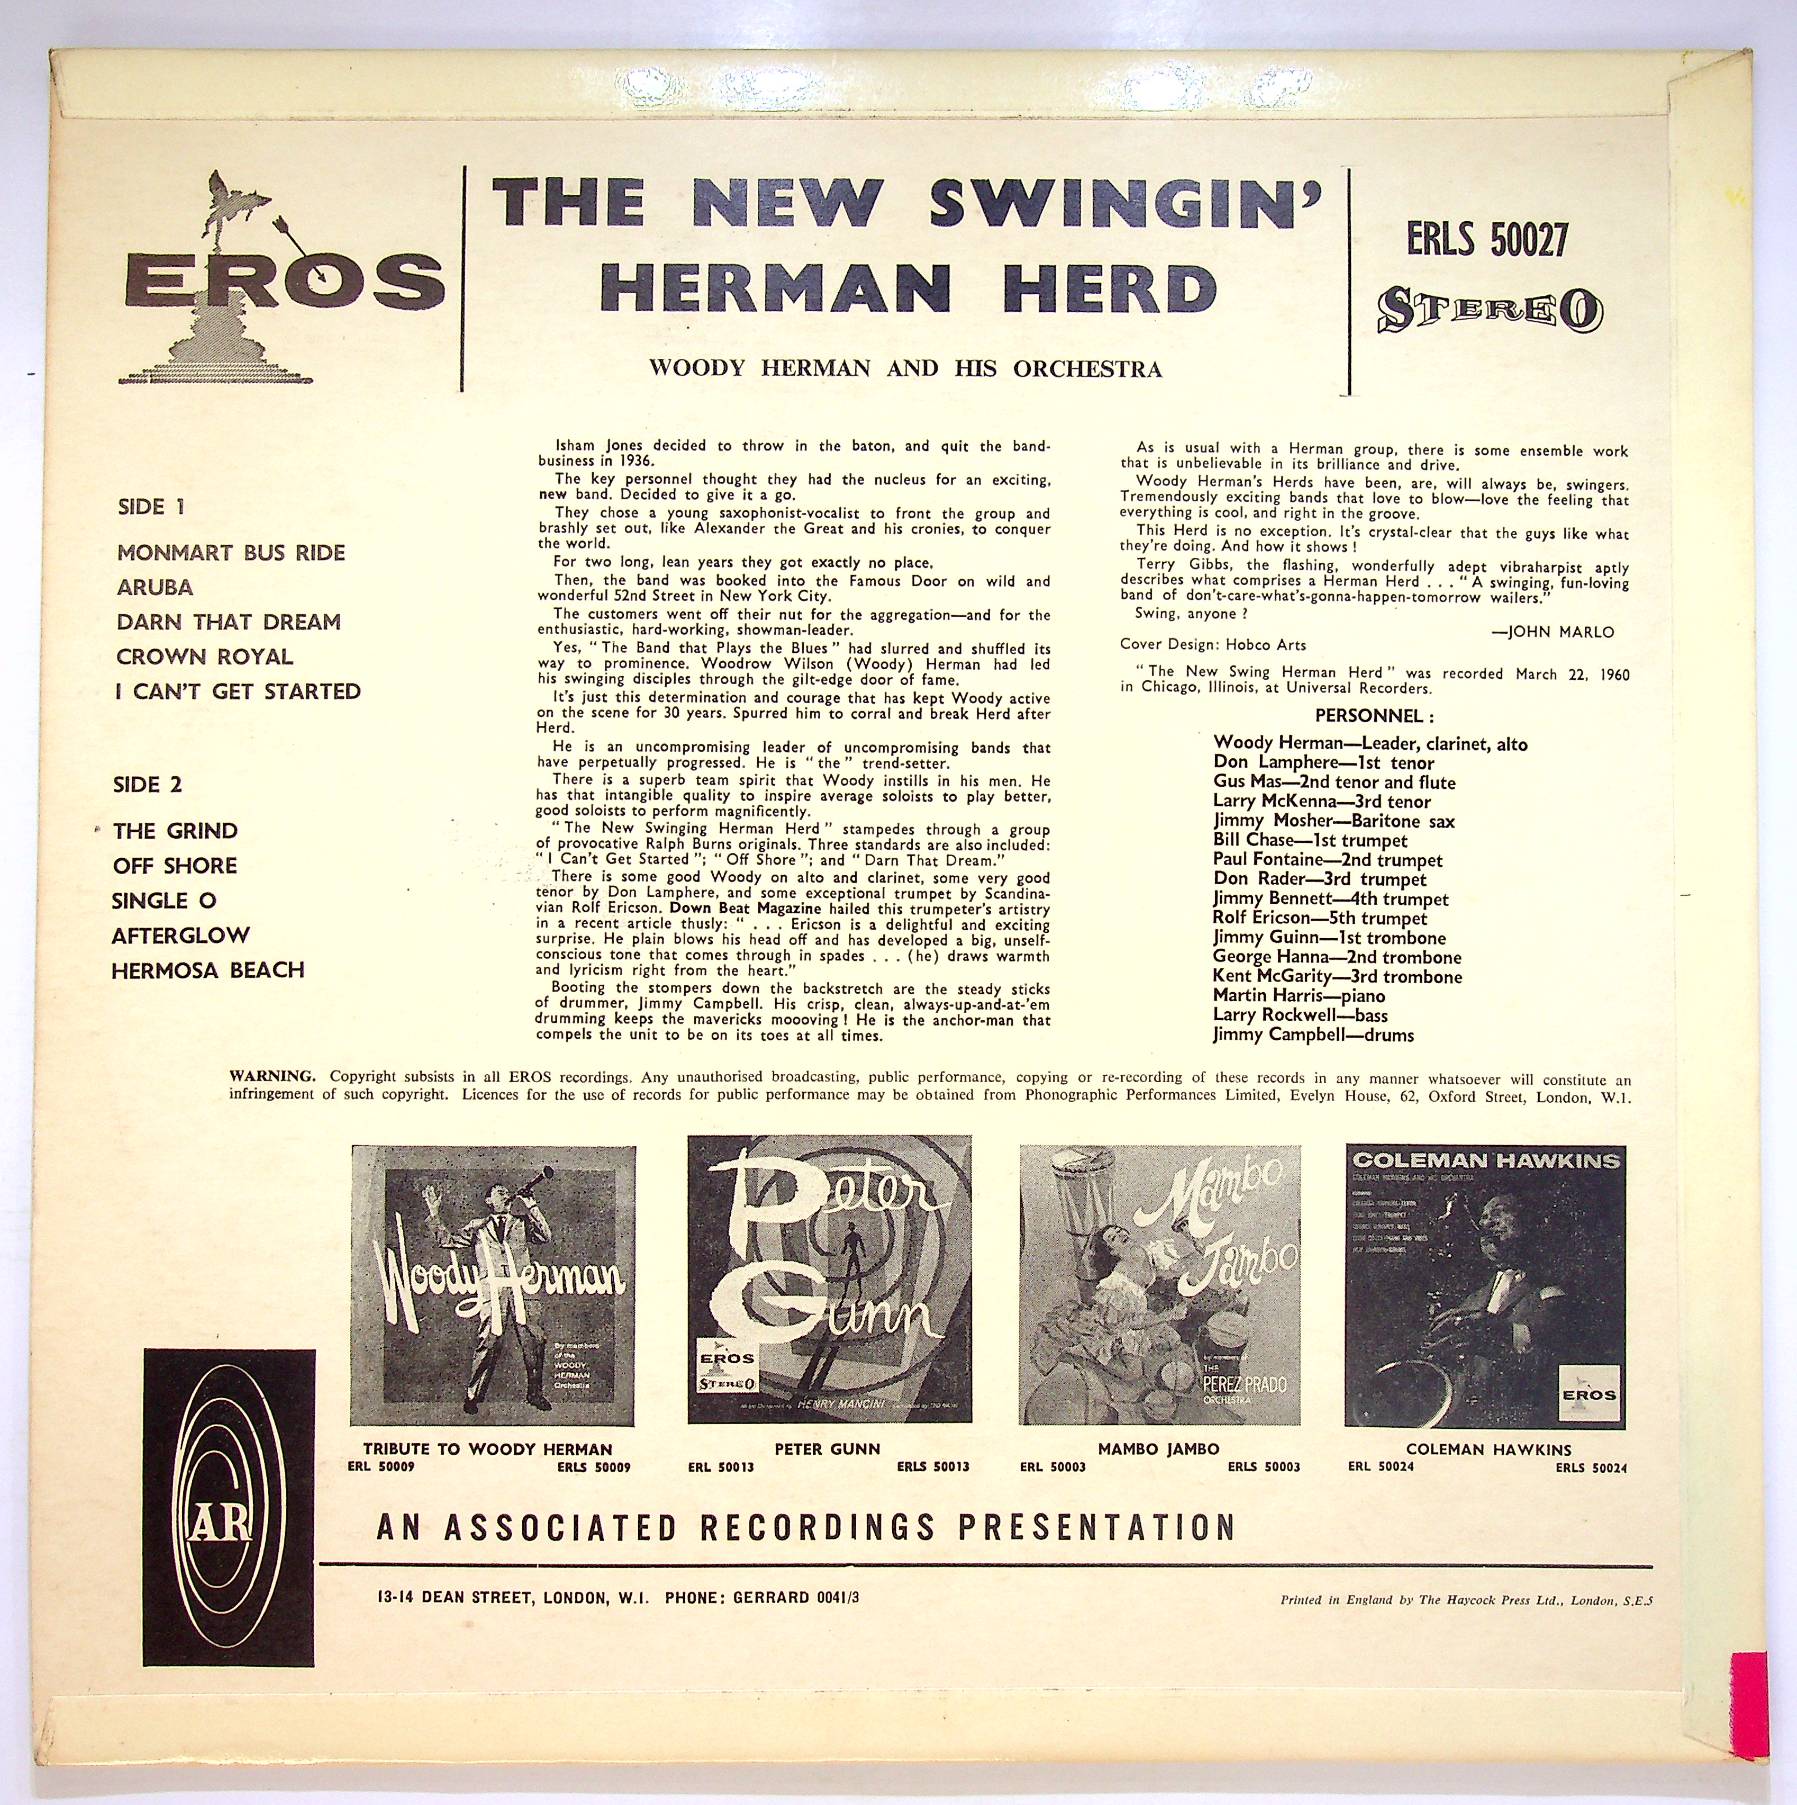 EROS
THE NEW SWINGIN'
HERMAN HERD
WOODY HERMAN AND HIS ORCHESTRA
ERLS 50027
STEREO
SIDE 1
MONMART BUS RIDE
ARUBA
DARN THAT DREAM
CROWN ROYAL
I CAN'T GET STARTED
SIDE 2
THE GRIND
OFF SHORE
SINGLE O
AFTERGLOW
HERMOSA BEACH
Isham Jones decided to throw in the baton, and quit the band-
business in 1936.
The key personnel thought they had the nucleus for an exciting,
new band. Decided to give it a go.
They chose a young saxophonist-vocalist to front the group and
brashly set out, like Alexander the Great and his cronies, to conquer
the world.
For two long, lean years they got exactly no place.
Then, the band was booked into the Famous Door on wild and
wonderful 52nd Street in New York City.
The customers went off their nut for the aggregation—and for the
enthusiastic, hard-working, showman-leader.
Yes, "The Band that Plays the Blues" had slurred and shuffled its
way to prominence. Woodrow Wilson (Woody) Herman had led
his swinging disciples through the gilt-edge door of fame.
It's just this determination and courage that has kept Woody active
on the scene for 30 years. Spurred him to corral and break Herd after
Herd.
He is an uncompromising leader of uncompromising bands that
have perpetually progressed. He is "the" trend-setter.
There is a superb team spirit that Woody instills in his men. He
has that intangible quality to inspire average soloists to play better,
good soloists to perform magnificently.
"The New Swinging Herman Herd" stampedes through a group
of provocative Ralph Burns originals. Three standards are also included:
"I Can't Get Started"; "Off Shore"; and "Darn That Dream."
There is some good Woody on alto and clarinet, some very good
tenor by Don Lamphere, and some exceptional trumpet by Scandina-
vian Rolf Ericson. Down Beat Magazine hailed this trumpeter's artistry
in a recent article thusly: ". . . Ericson is a delightful and exciting
surprise. He plain blows his head off and has developed a big, unself-
conscious tone that comes through in spades . . . (he) draws warmth
and lyricism right from the heart."
Booting the stompers down the backstretch are the steady sticks
of drummer, Jimmy Campbell. His crisp, clean, always-up-and-at-'em
drumming keeps the mavericks moooving! He is the anchor-man that
compels the unit to be on its toes at all times.
As is usual with a Herman group, there is some ensemble work
that is unbelievable in its brilliance and drive.
Woody Herman's Herds have been, are, will always be, swingers.
Tremendously exciting bands that love to blow—love the feeling that
everything is cool, and right in the groove.
This Herd is no exception. It's crystal-clear that the guys like what
they're doing. And how it shows!
Terry Gibbs, the flashing, wonderfully adept vibraharpist aptly
describes what comprises a Herman Herd . . . "A swinging, fun-loving
band of don't-care-what's-gonna-happen-tomorrow wailers."
Swing, anyone?
—JOHN MARLO
Cover Design: Hobco Arts
"The New Swing Herman Herd" was recorded March 22, 1960
in Chicago, Illinois, at Universal Recorders.
PERSONNEL:
Woody Herman—Leader, clarinet, alto
Don Lamphere—1st tenor
Gus Mas—2nd tenor and flute
Larry McKenna—3rd tenor
Jimmy Mosher—Baritone sax
Bill Chase—1st trumpet
Paul Fontaine—2nd trumpet
Don Rader—3rd trumpet
Jimmy Bennett—4th trumpet
Rolf Ericson—5th trumpet
Jimmy Guinn—1st trombone
George Hanna—2nd trombone
Kent McGarity—3rd trombone
Martin Harris—piano
Larry Rockwell—bass
Jimmy Campbell—drums
WARNING. Copyright subsists in all EROS recordings. Any unauthorised broadcasting, public performance, copying or re-recording of these records in any manner whatsoever will constitute an
infringement of such copyright. Licences for the use of records for public performance may be obtained from Phonographic Performances Limited, Evelyn House, 62, Oxford Street, London, W.1.
Woody Herman
By members
of the
WOODY
HERMAN
Orchestra
Peter
Gunn
EROS
STEREO
HENRY MANCINI
Mambo
Jambo
by members of
THE
PEREZ PRADO
ORCHESTRA
COLEMAN HAWKINS
COLEMAN HAWKINS AND HIS ORCHESTRA
EROS
TRIBUTE TO WOODY HERMAN
ERL 50009 ERLS 50009
PETER GUNN
ERL 50013 ERLS 50013
MAMBO JAMBO
ERL 50003 ERLS 50003
COLEMAN HAWKINS
ERL 50024 ERLS 50024
AR
AN ASSOCIATED RECORDINGS PRESENTATION
13-14 DEAN STREET, LONDON, W.1. PHONE: GERRARD 0041/3
Printed in England by The Haycock Press Ltd., London, S.E.5